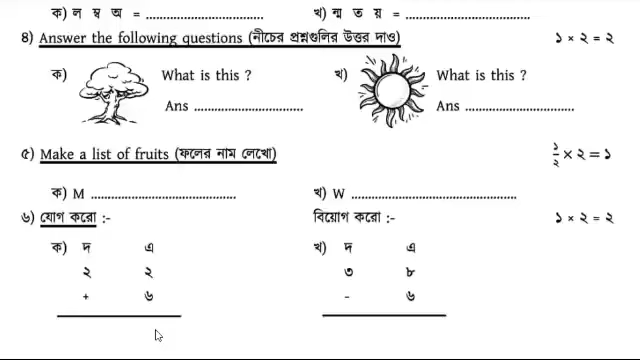 ক) ল ম্ব অ = ................................. খ) ন্ম ত য় = ...................................
৪) Answer the following questions (নীচের প্রশ্নগুলির উত্তর দাও) ১ × ২ = ২
ক) What is this ? খ) What is this ?
Ans ............................... Ans ...............................
৫) Make a list of fruits (ফলের নাম লেখো) ১/২ × ২ = ১
ক) M ......................................... খ) W ...............................................
৬) যোগ করো :- বিয়োগ করো :- ১ × ২ = ২
ক) দ এ খ) দ এ
২ ২ ৩ ৮
+ ৬ - ৬